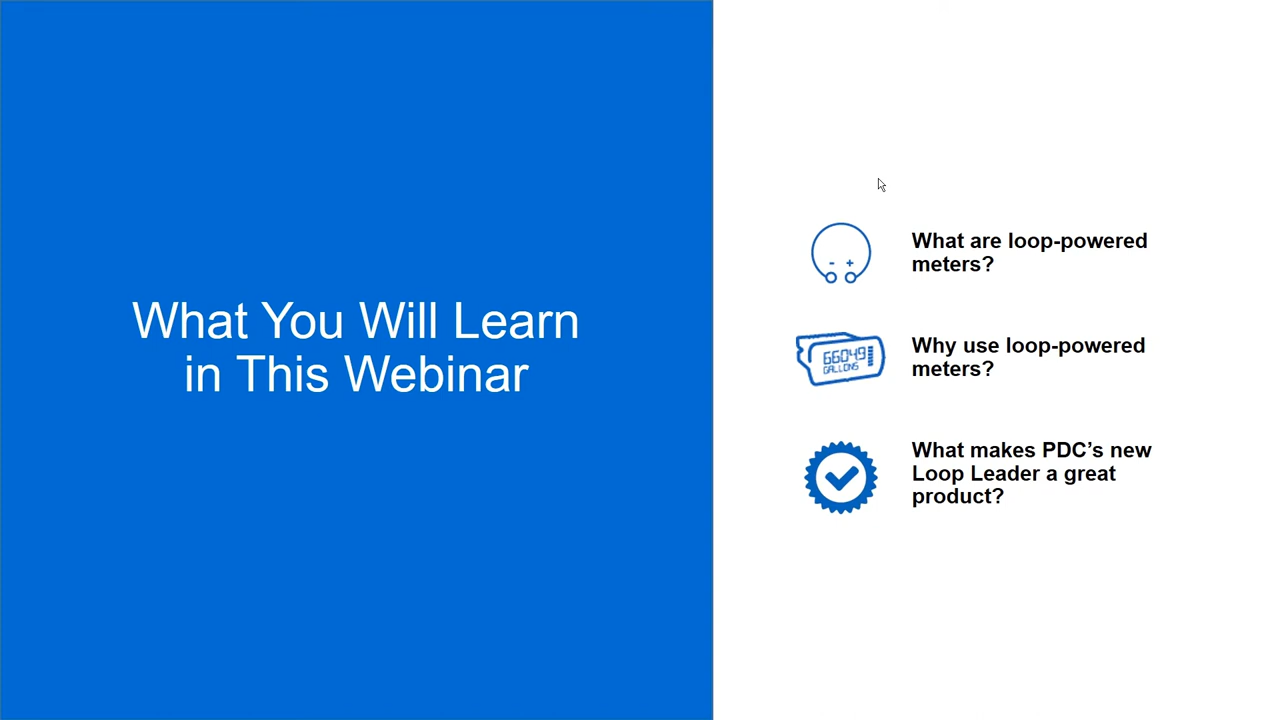 What You Will Learn
in This Webinar
What are loop-powered
meters?
- +
66049
GALLONS
Why use loop-powered
meters?
What makes PDC's new
Loop Leader a great
product?